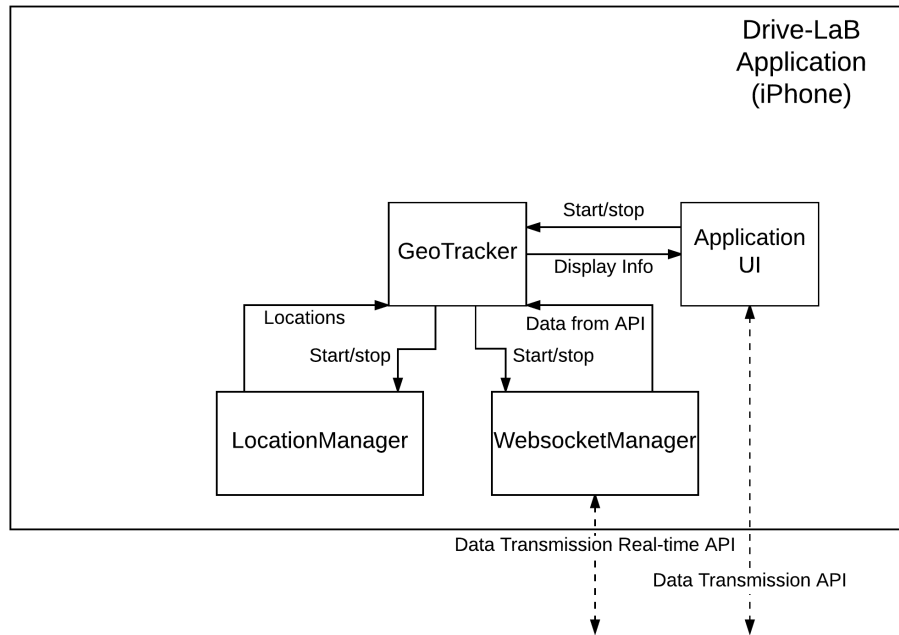 Drive-LaB
Application
(iPhone)
Start/stop
GeoTracker
Application
UI
Display Info
Locations
Data from API
Start/stop
Start/stop
LocationManager
WebsocketManager
Data Transmission Real-time API
Data Transmission API